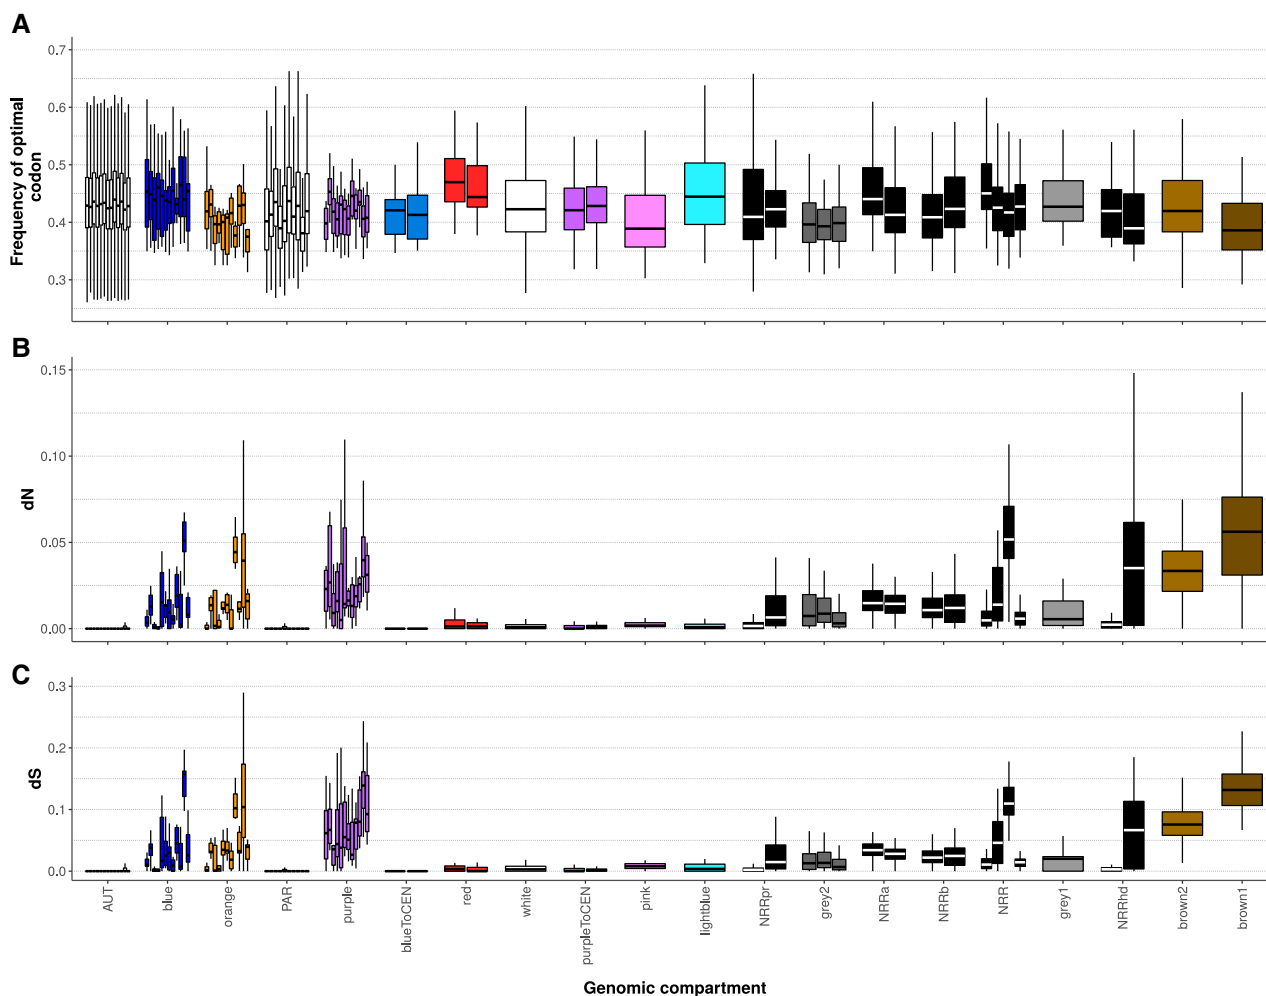 A
Frequency of optimal
codon
0.7
0.6
0.5
0.4
0.3
B
dN
0.15
0.10
0.05
0.00
C
dS
0.3
0.2
0.1
0.0
AUT
blue
orange
PAR
purple
blueToCEN
red
white
purpleToCEN
pink
lightblue
NRRpr
grey2
NRRa
NRRb
NRR
grey1
NRRhd
brown2
brown1
Genomic compartment